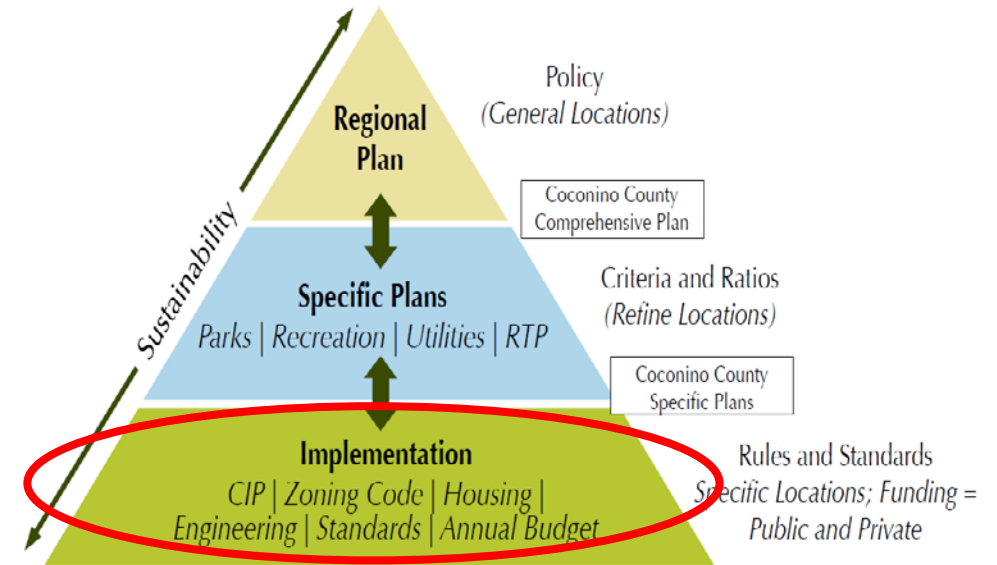 Regional
Plan
Policy
(General Locations)
Coconino County
Comprehensive Plan
Sustainability
Specific Plans
Parks | Recreation | Utilities | RTP
Criteria and Ratios
(Refine Locations)
Coconino County
Specific Plans
Implementation
CIP | Zoning Code | Housing |
Engineering | Standards | Annual Budget
Rules and Standards
Specific Locations; Funding =
Public and Private